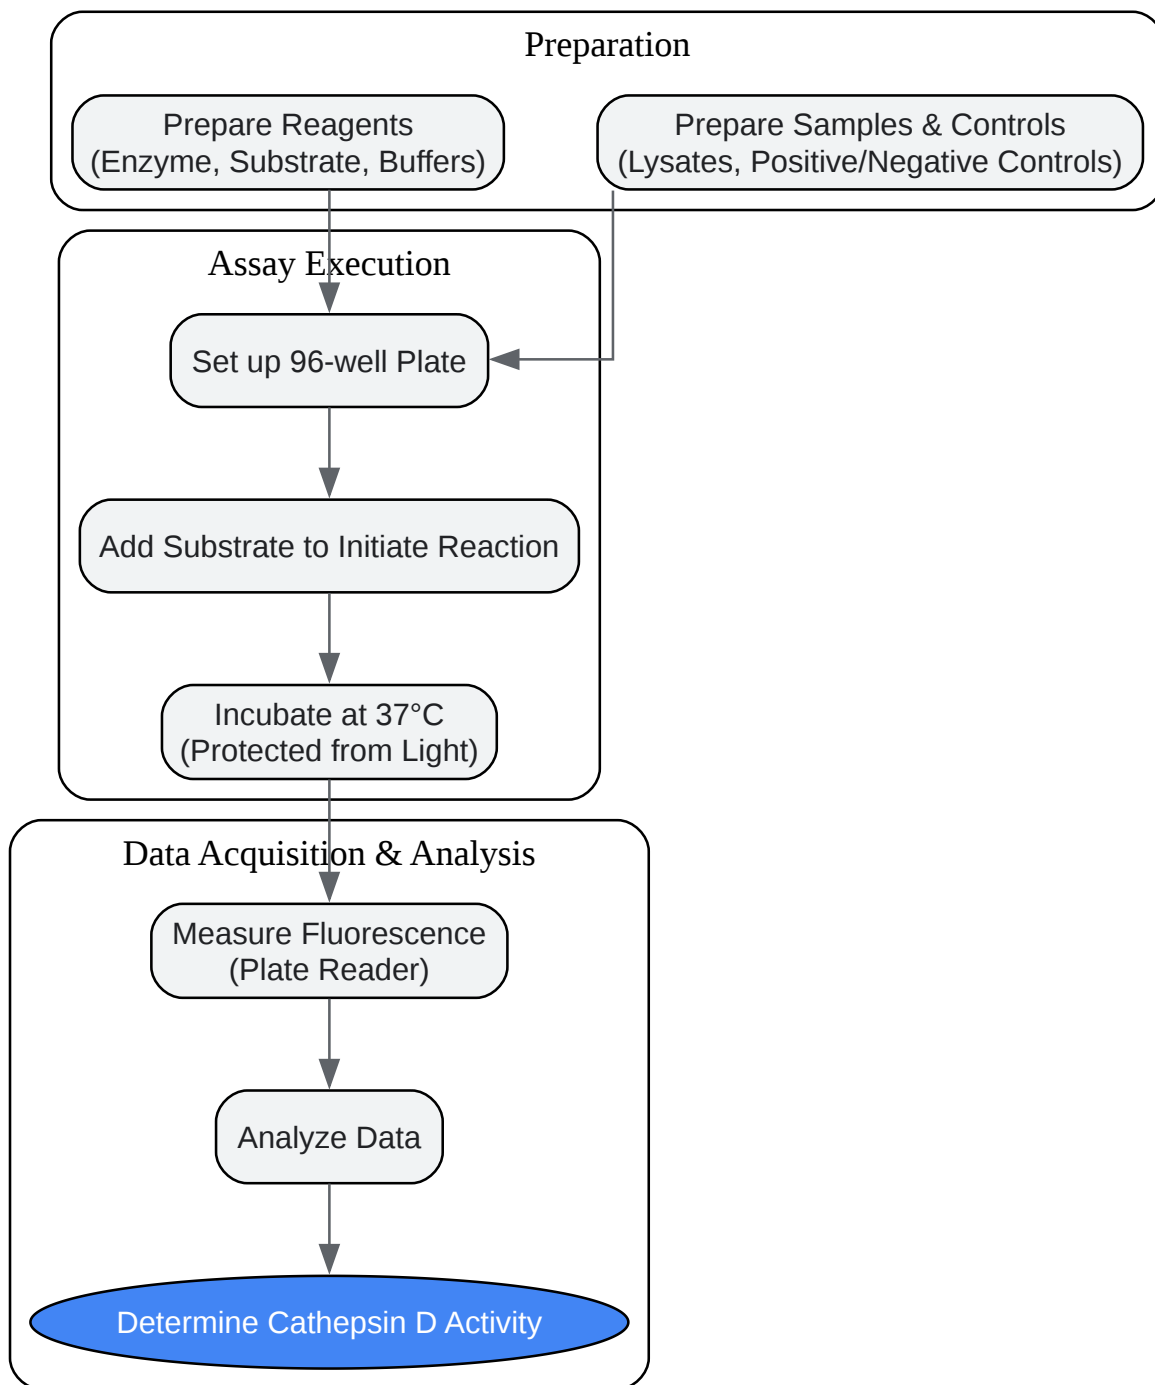 Preparation
Prepare Reagents
(Enzyme, Substrate, Buffers)
Prepare Samples & Controls
(Lysates, Positive/Negative Controls)
Assay Execution
Set up 96-well Plate
Add Substrate to Initiate Reaction
Incubate at 37°C
(Protected from Light)
Data Acquisition & Analysis
Measure Fluorescence
(Plate Reader)
Analyze Data
Determine Cathepsin D Activity